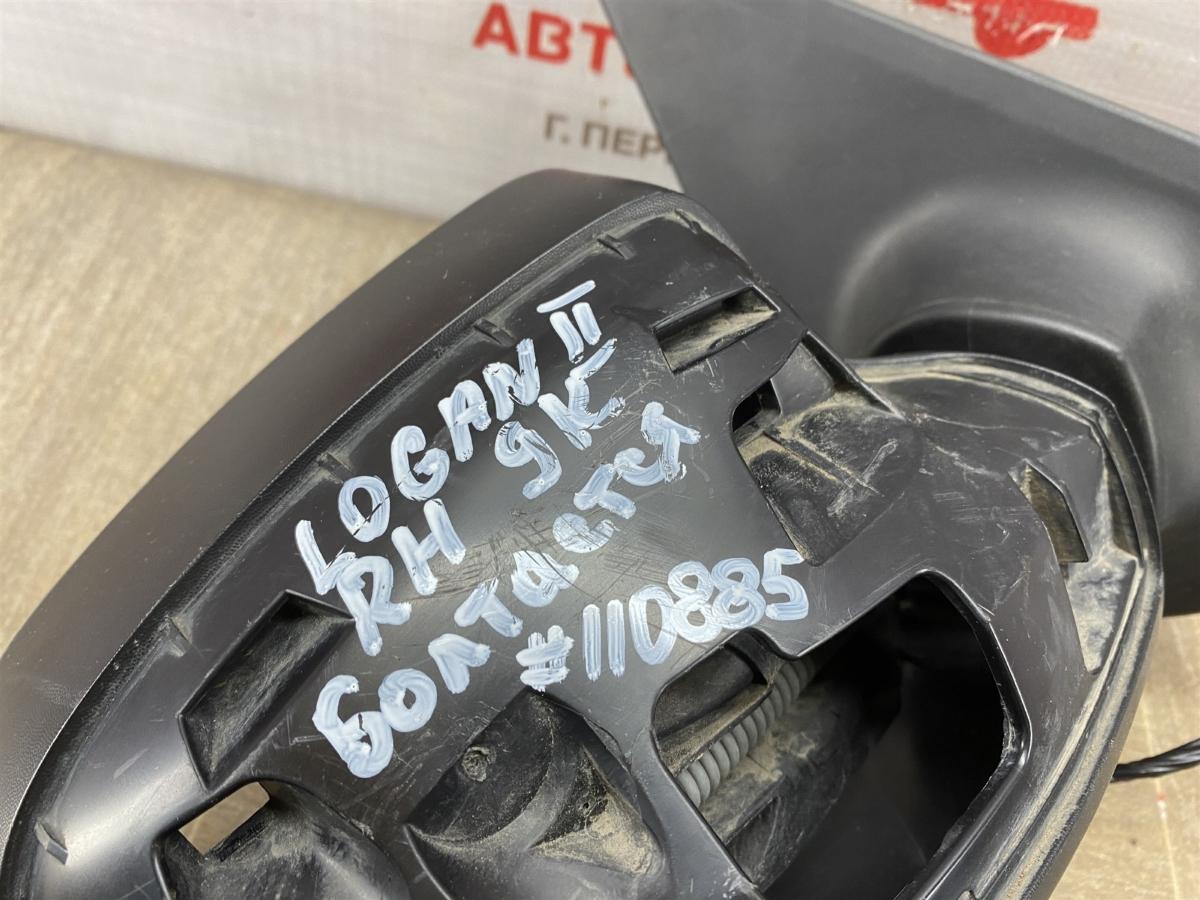 АВТ
Г. ПЕР
LOGAN II
RH 9K
болтается
#110885